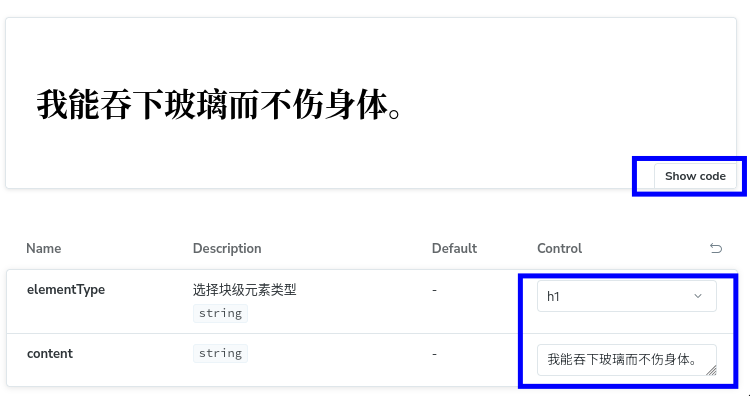 我能吞下玻璃而不伤身体。
Show code
Name Description Default Control
elementType 选择块级元素类型 - h1
string
content string - 我能吞下玻璃而不伤身体。